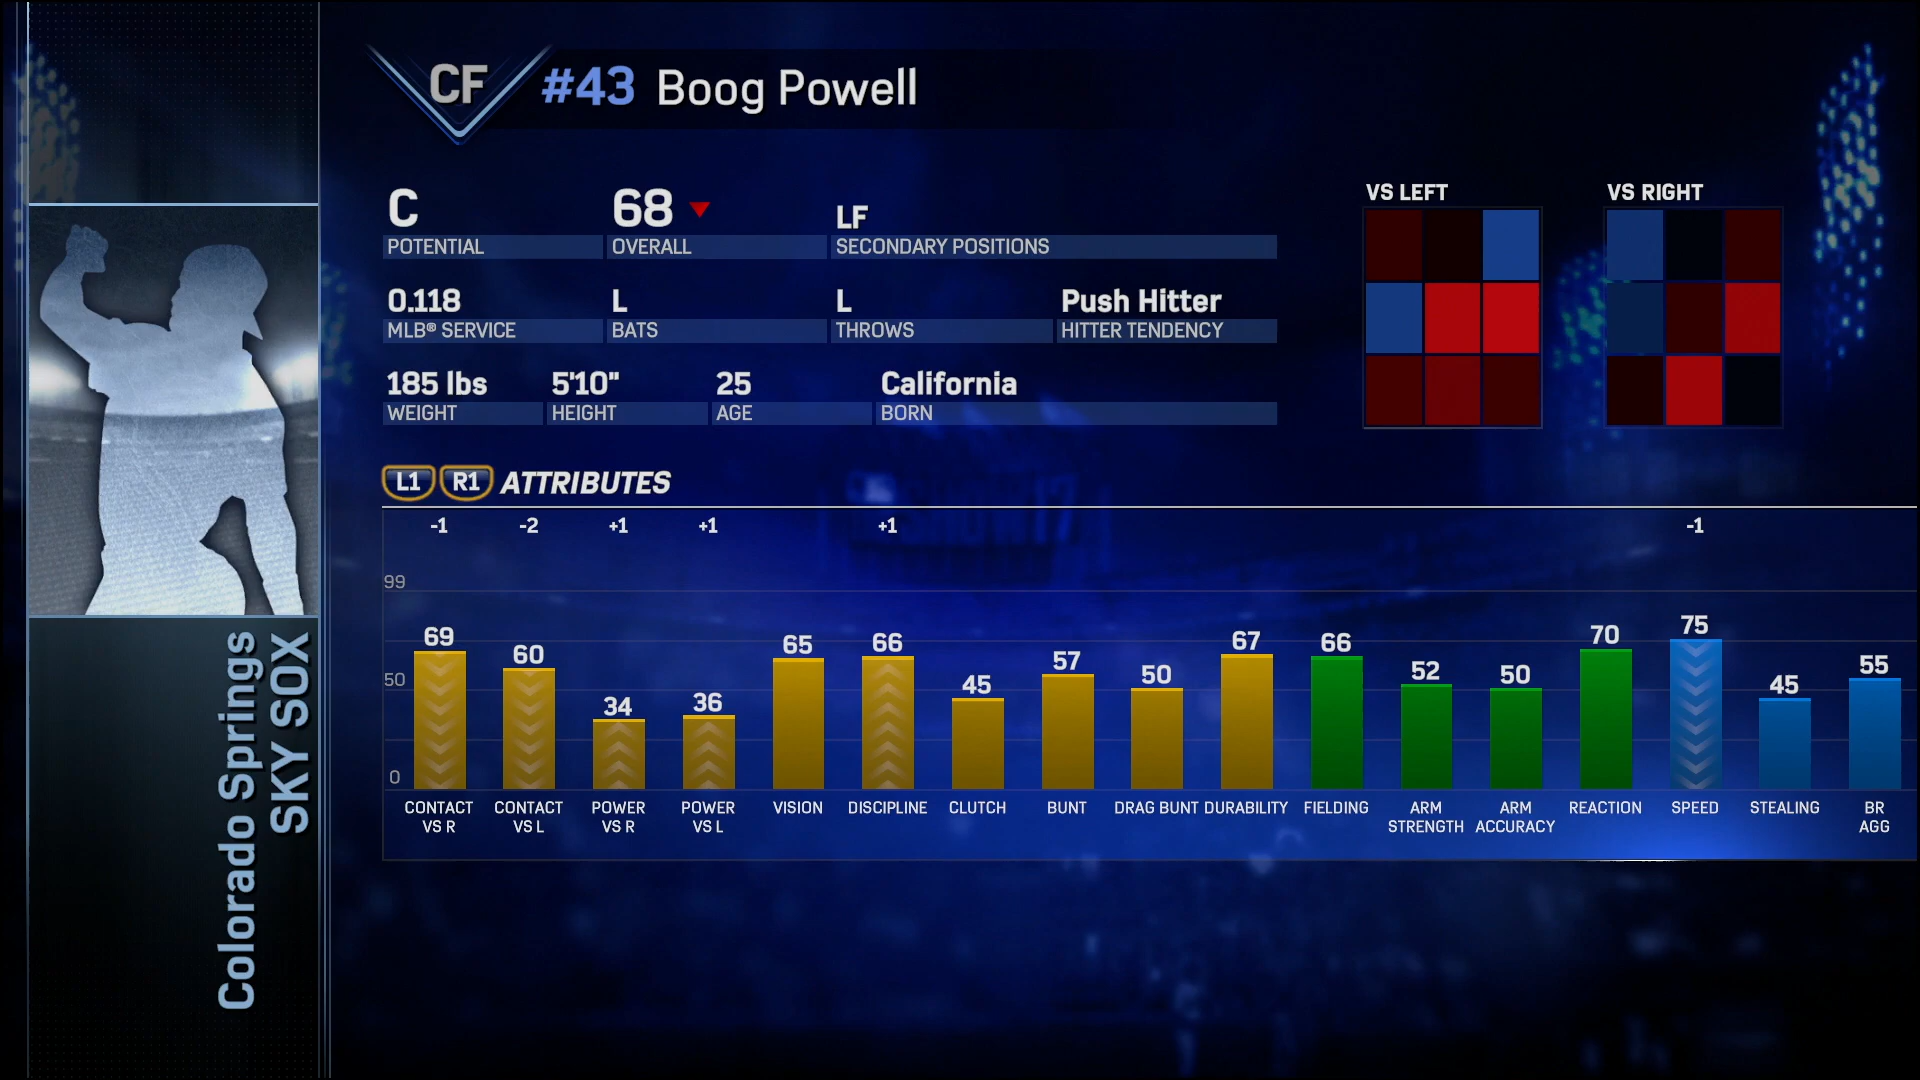 CF #43 Boog Powell
C 68 LF
POTENTIAL OVERALL SECONDARY POSITIONS
0.118 L L Push Hitter
MLB® SERVICE BATS THROWS HITTER TENDENCY
185 lbs 5'10" 25 California
WEIGHT HEIGHT AGE BORN
VS LEFT VS RIGHT
L1 R1 ATTRIBUTES
-1 -2 +1 +1 +1 -1
99
50
0
69 60 34 36 65 66 45 57 50 67 66 52 50 70 75 45 55
CONTACT VS R
CONTACT VS L
POWER VS R
POWER VS L
VISION
DISCIPLINE
CLUTCH
BUNT
DRAG BUNT
DURABILITY
FIELDING
ARM STRENGTH
ARM ACCURACY
REACTION
SPEED
STEALING
BR AGG
Colorado Springs
SKY SOX